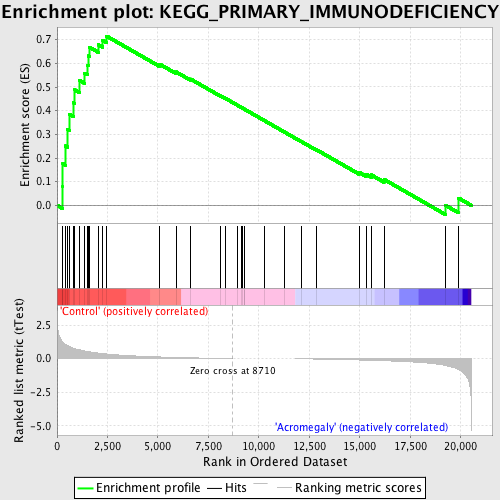 Enrichment plot: KEGG_PRIMARY_IMMUNODEFICIENCY
Enrichment score (ES)
0.7
0.6
0.5
0.4
0.3
0.2
0.1
0.0
'Control' (positively correlated)
Ranked list metric (tTest)
2.5
0.0
-2.5
-5.0
Zero cross at 8710
'Acromegaly' (negatively correlated)
0 2,500 5,000 7,500 10,000 12,500 15,000 17,500 20,000
Rank in Ordered Dataset
Enrichment profile Hits Ranking metric scores